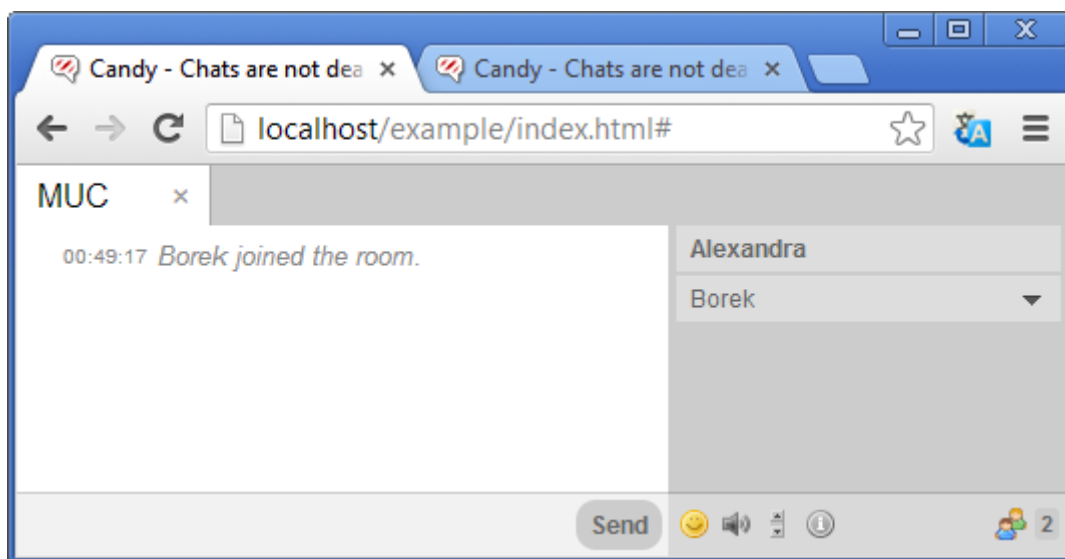 Candy - Chats are not dea
Candy - Chats are not dea
localhost/example/index.html#
MUC
00:49:17 Borek joined the room.
Alexandra
Borek
Send
2